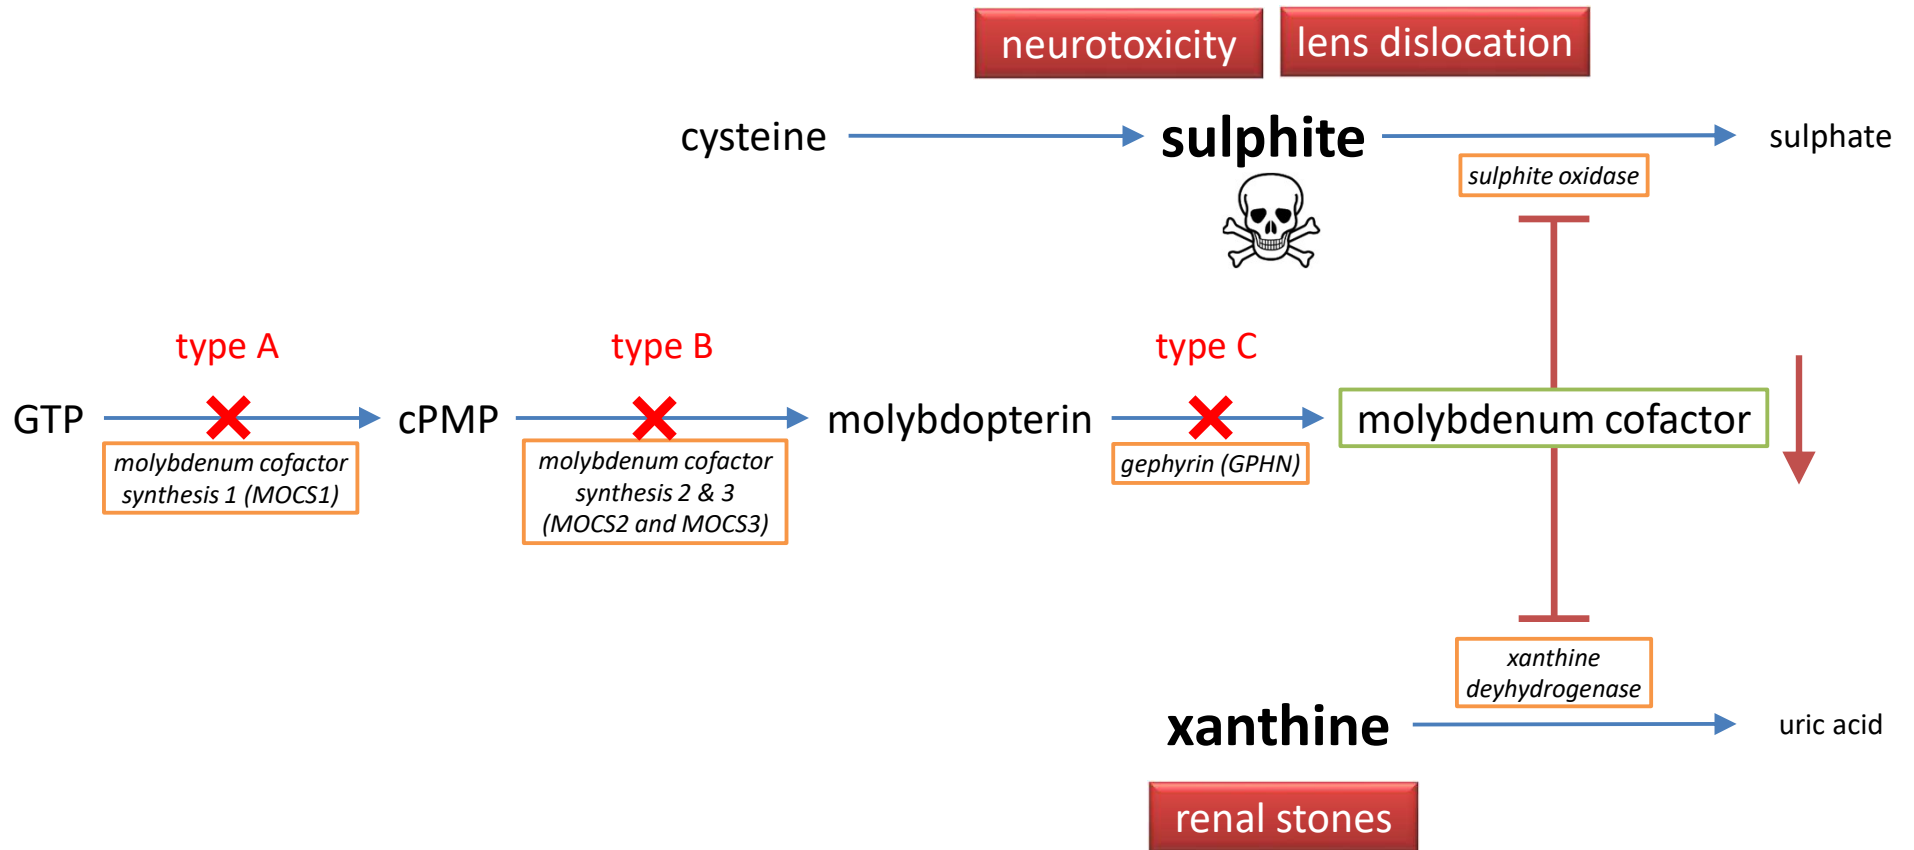 neurotoxicity
lens dislocation
cysteine
sulphite
sulphate
sulphite oxidase
type A
type B
type C
GTP
cPMP
molybdopterin
molybdenum cofactor
molybdenum cofactor
synthesis 1 (MOCS1)
molybdenum cofactor
synthesis 2 & 3
(MOCS2 and MOCS3)
gephyrin (GPHN)
xanthine
deyhydrogenase
xanthine
uric acid
renal stones